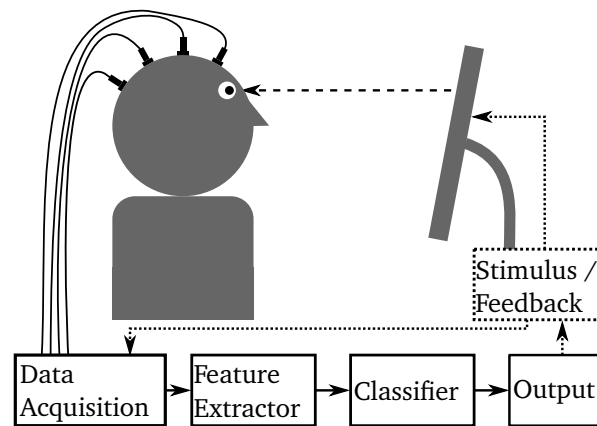 Stimulus /
Feedback
Data
Acquisition
Feature
Extractor
Classifier
Output